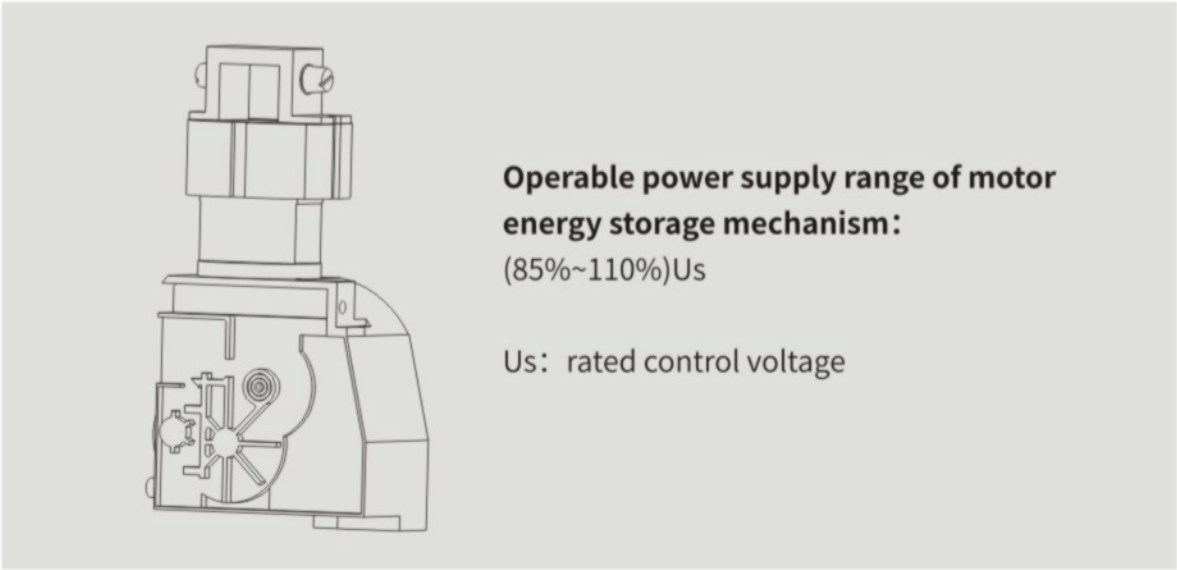 Operable power supply range of motor
energy storage mechanism：
(85%~110%)Us
Us：rated control voltage